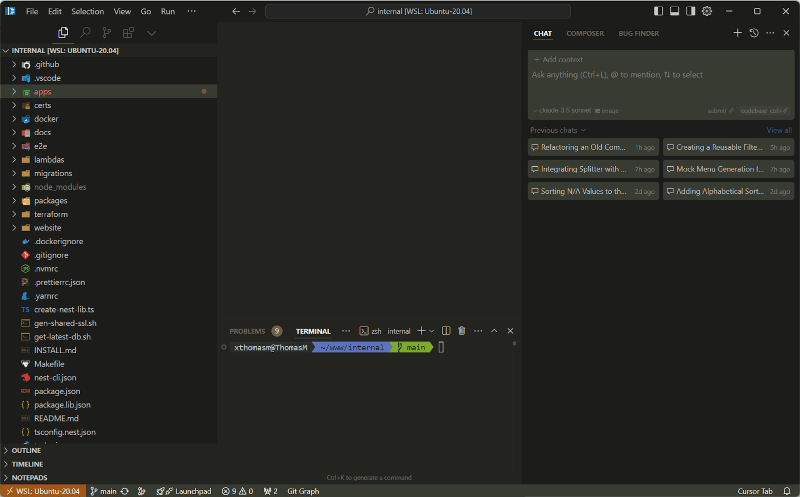 File Edit Selection View Go Run ···
internal [WSL: Ubuntu-20.04]
INTERNAL [WSL: UBUNTU-20.04]
.github
.vscode
apps
certs
docker
docs
e2e
lambdas
migrations
node_modules
packages
terraform
website
.dockerignore
.gitignore
.nvmrc
.prettierrc.json
.yarnrc
TS create-nest-lib.ts
gen-shared-ssl.sh
get-latest-db.sh
INSTALL.md
Makefile
nest-cli.json
package.json
package.lib.json
README.md
tsconfig.nest.json
OUTLINE
TIMELINE
NOTEPADS
PROBLEMS 9 TERMINAL ··· zsh internal
xthomasm@ThomasM ~/www/internal main
Ctrl+K to generate a command
CHAT COMPOSER BUG FINDER
+ Add context
Ask anything (Ctrl+L), @ to mention, ⇅ to select
claude 3.5 sonnet image submit codebase ctrl+⏎
Previous chats View all
Refactoring an Old Com... 1h ago
Creating a Reusable Filte... 5h ago
Integrating Splitter with ... 7h ago
Mock Menu Generation I... 7h ago
Sorting N/A Values to th... 2d ago
Adding Alphabetical Sort... 2d ago
WSL: Ubuntu-20.04 main Launchpad 9 0 2 Git Graph Cursor Tab